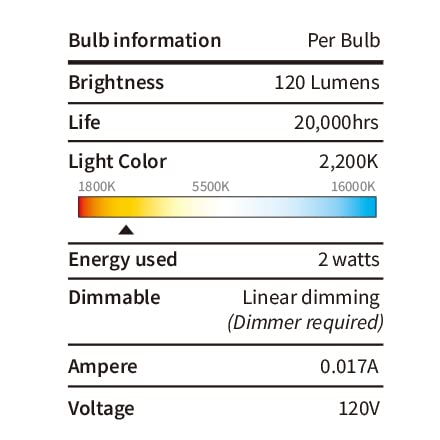 Bulb information Per Bulb
Brightness 120 Lumens
Life 20,000hrs
Light Color 2,200K
1800K 5500K 16000K
Energy used 2 watts
Dimmable Linear dimming
(Dimmer required)
Ampere 0.017A
Voltage 120V